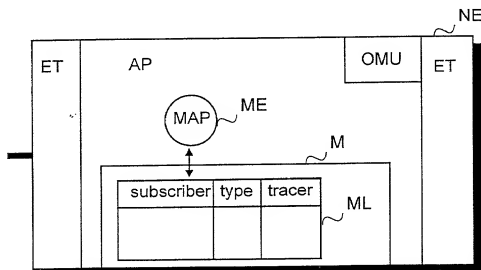 NE
ET AP OMU ET
MAP ME
M
subscriber type tracer
ML